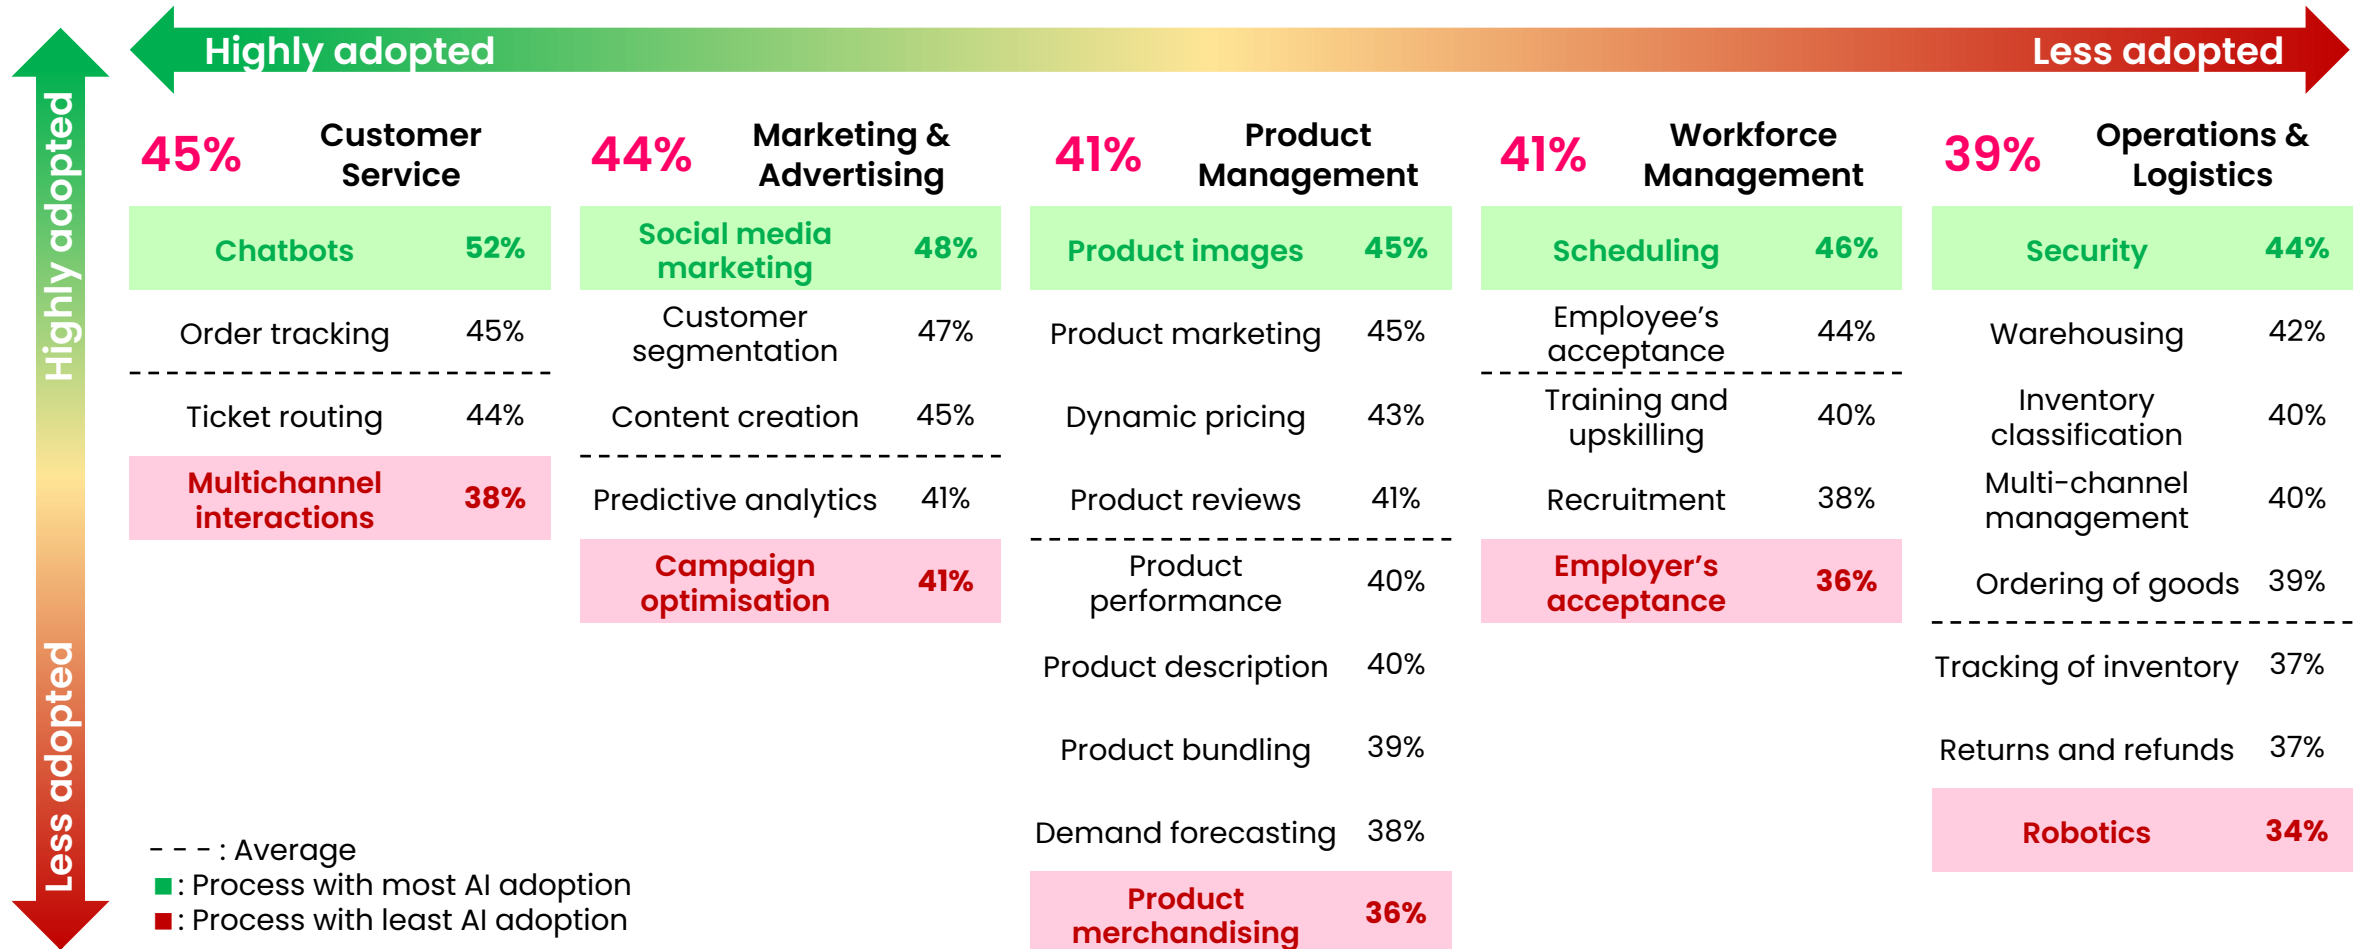 Highly adopted
Less adopted
Highly adopted
Less adopted
45%
Customer
Service
Chatbots 52%
Order tracking 45%
Ticket routing 44%
Multichannel
interactions
38%
44%
Marketing &
Advertising
Social media
marketing
48%
Customer
segmentation
47%
Content creation 45%
Predictive analytics 41%
Campaign
optimisation
41%
41%
Product
Management
Product images 45%
Product marketing 45%
Dynamic pricing 43%
Product reviews 41%
Product
performance
40%
Product description 40%
Product bundling 39%
Demand forecasting 38%
Product
merchandising
36%
41%
Workforce
Management
Scheduling 46%
Employee’s
acceptance
44%
Training and
upskilling
40%
Recruitment 38%
Employer’s
acceptance
36%
39%
Operations &
Logistics
Security 44%
Warehousing 42%
Inventory
classification
40%
Multi-channel
management
40%
Ordering of goods 39%
Tracking of inventory 37%
Returns and refunds 37%
Robotics 34%
--- : Average
: Process with most AI adoption
: Process with least AI adoption